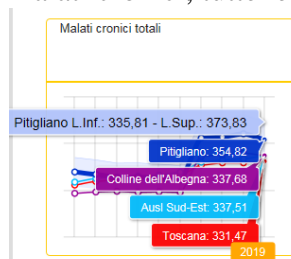 Malati cronici totali
Pitigliano L.Inf.: 335,81 - L.Sup.: 373,83
Pitigliano: 354,82
Colline dell'Albegna: 337,68
Ausl Sud-Est: 337,51
Toscana: 331,47
2019